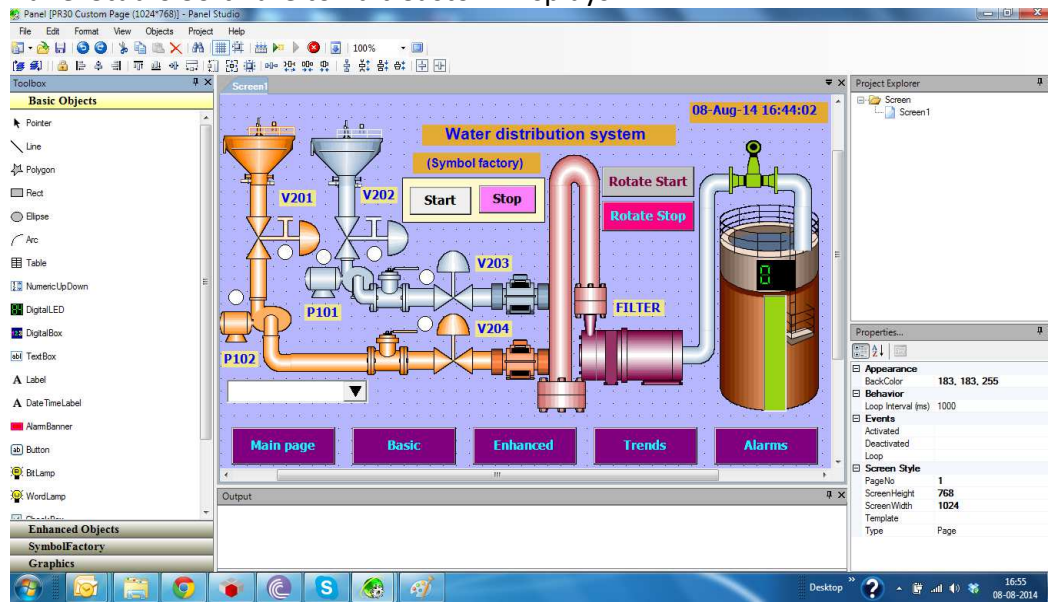 Panel [PR30 Custom Page (1024*768)] - Panel Studio
File Edit Format View Objects Project Help
100%
Toolbox
Basic Objects
Pointer
Line
Polygon
Rect
Ellipse
Arc
Table
NumericUpDown
DigitalLED
DigitalBox
TextBox
Label
DateTimeLabel
AlarmBanner
Button
BitLamp
WordLamp
Enhanced Objects
SymbolFactory
Graphics
Screen1
08-Aug-14 16:44:02
Water distribution system
(Symbol factory)
Start Stop
Rotate Start
Rotate Stop
V201
V202
V203
P101
FILTER
V204
P102
0
Main page Basic Enhanced Trends Alarms
Output
Project Explorer
Screen
Screen1
Properties...
Appearance
BackColor 183, 183, 255
Behavior
Loop Interval (ms) 1000
Events
Activated
Deactivated
Loop
Screen Style
PageNo 1
ScreenHeight 768
ScreenWidth 1024
Template
Type Page
Desktop
16:55
08-08-2014